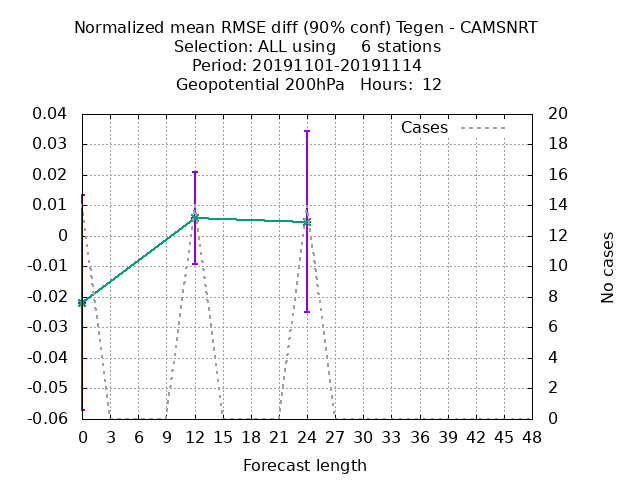 Normalized mean RMSE diff (90% conf) Tegen - CAMSNRT
Selection: ALL using     6 stations
Period: 20191101-20191114
Geopotential 200hPa   Hours:  12
Cases
0.04
0.03
0.02
0.01
0
-0.01
-0.02
-0.03
-0.04
-0.05
-0.06
20
18
16
14
12
10
8
6
4
2
0
No cases
0 3 6 9 12 15 18 21 24 27 30 33 36 39 42 45 48
Forecast length